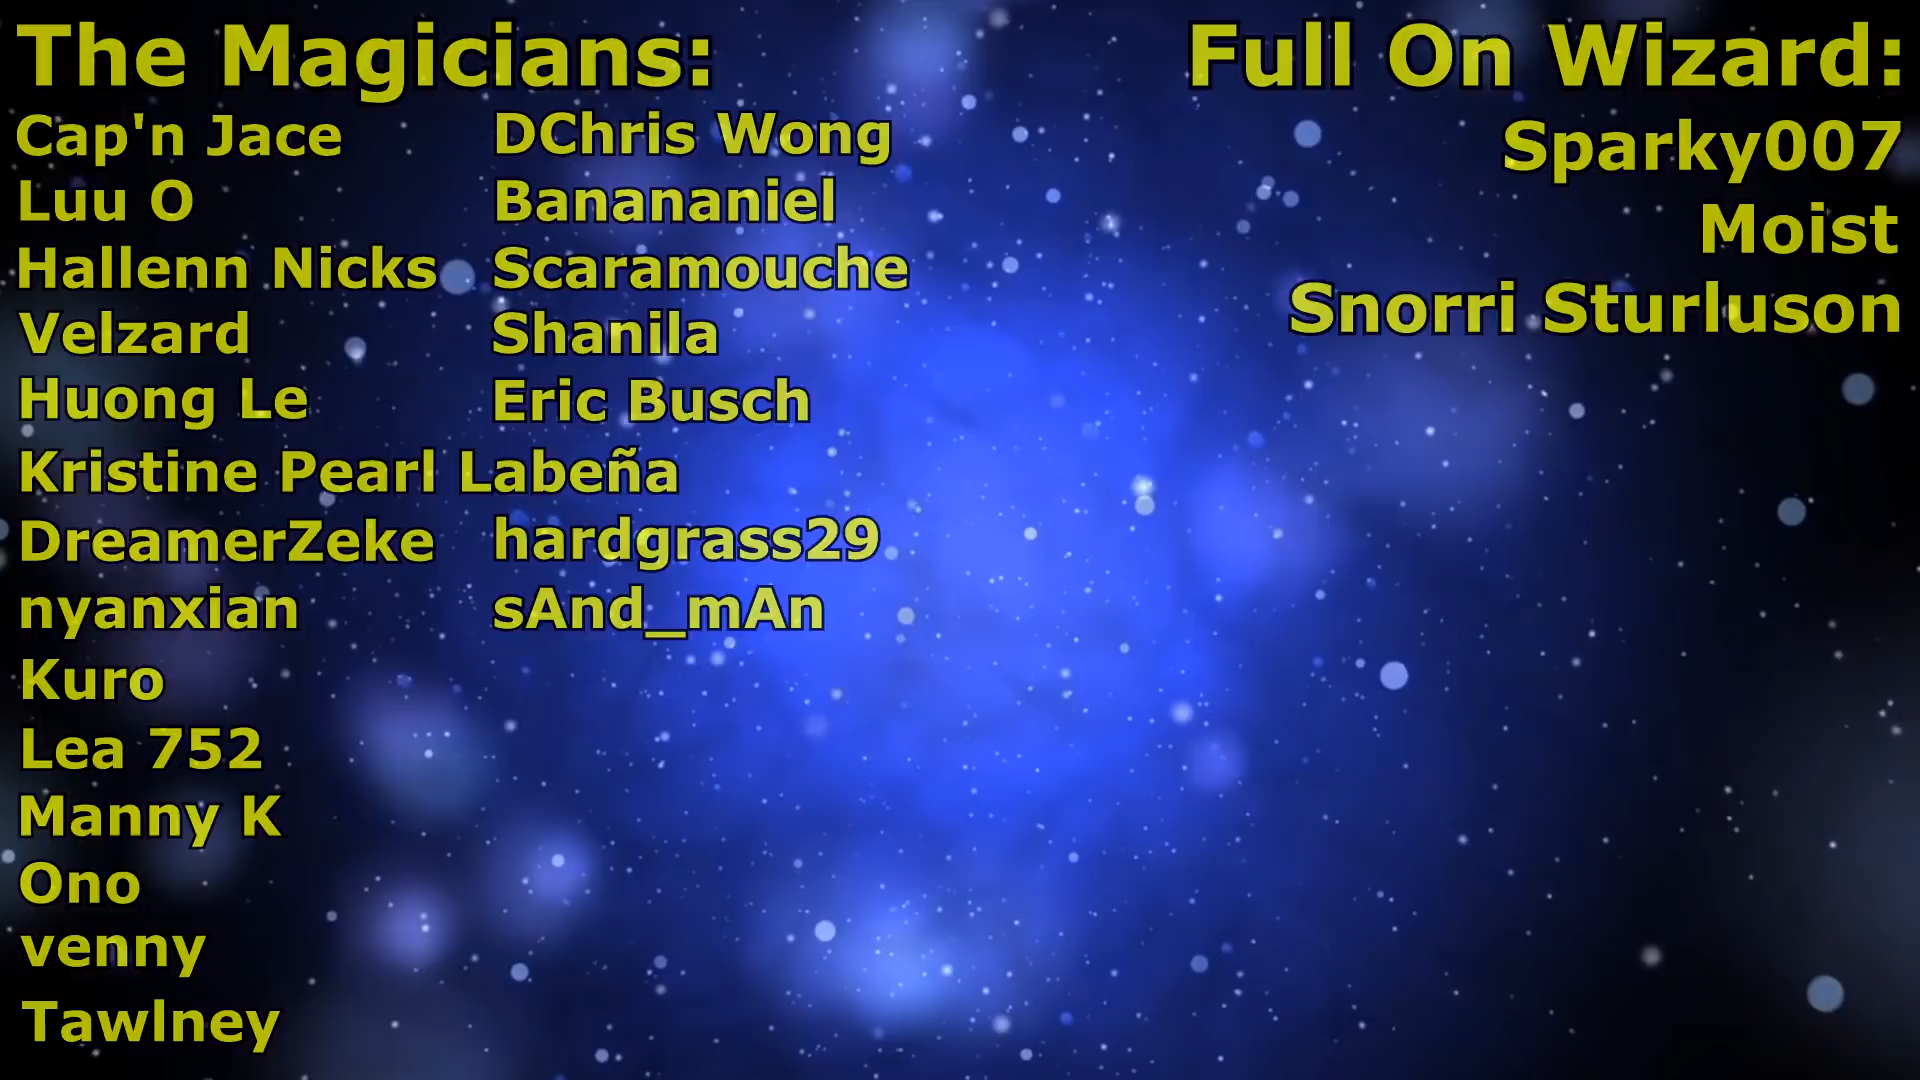 The Magicians:
Cap'n Jace
Luu O
Hallenn Nicks
Velzard
Huong Le
Kristine Pearl Labeña
DreamerZeke
nyanxian
Kuro
Lea 752
Manny K
Ono
venny
Tawlney
DChris Wong
Banananiel
Scaramouche
Shanila
Eric Busch
hardgrass29
sAnd_mAn
Full On Wizard:
Sparky007
Moist
Snorri Sturluson